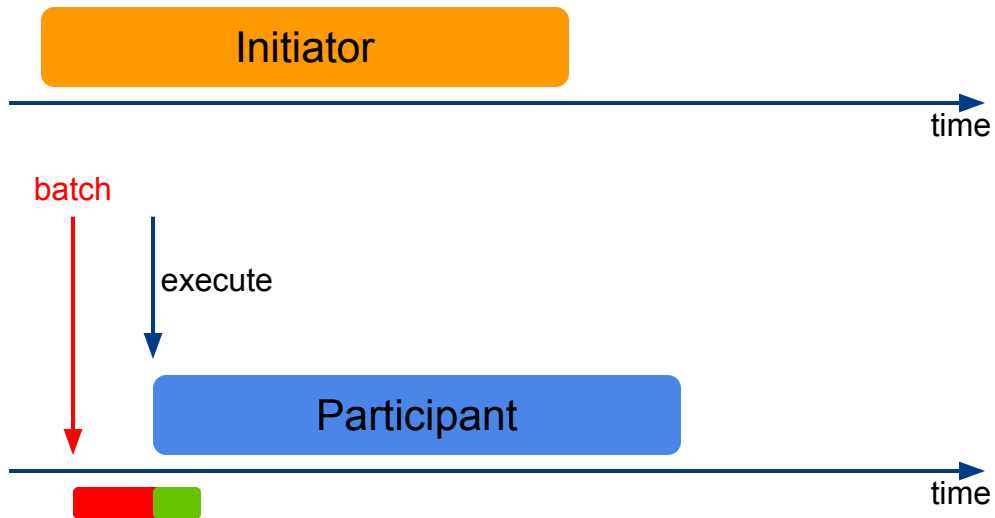 Initiator
time
batch
execute
Participant
time